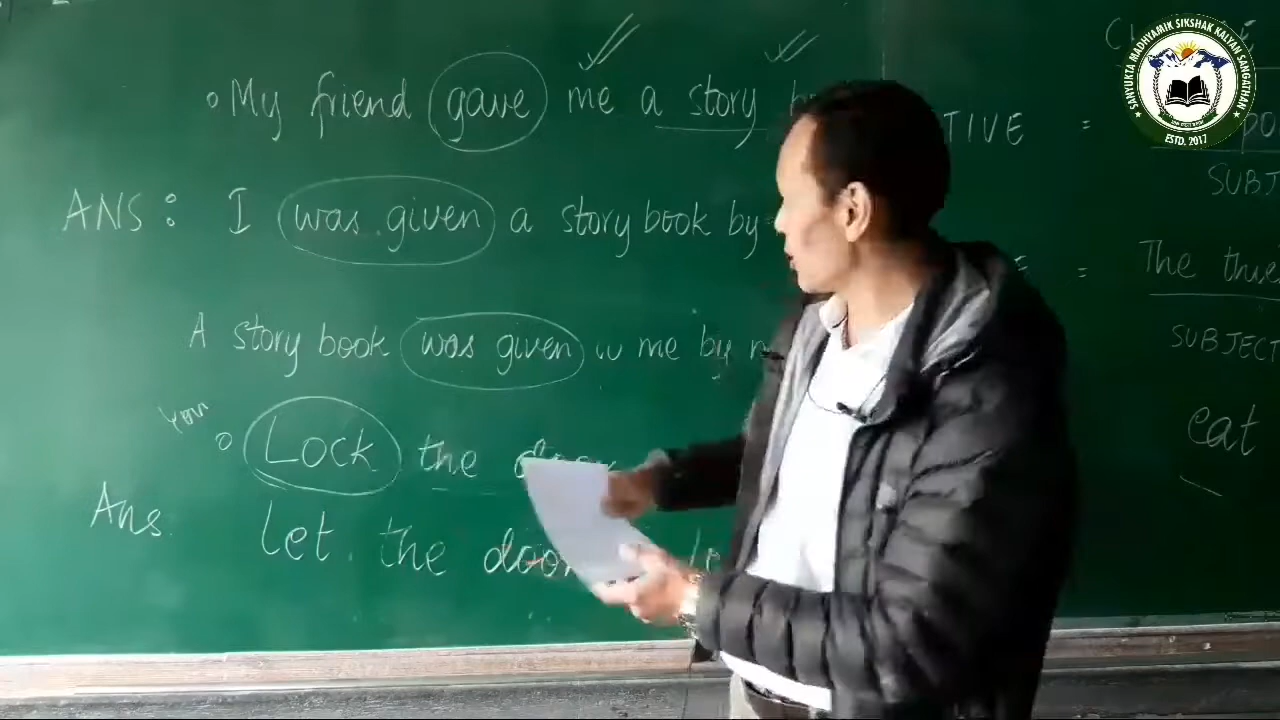 My friend gave me a story
ANS: I was given a story book by
A story book was given me by
You
Lock the
Ans. Let the door
TIVE =
SUBJ
= The thie
SUBJECT
eat
SANYUKTA MADHYAMIK SIKSHAK KALYAN SANGATHAN
ESTD. 2017